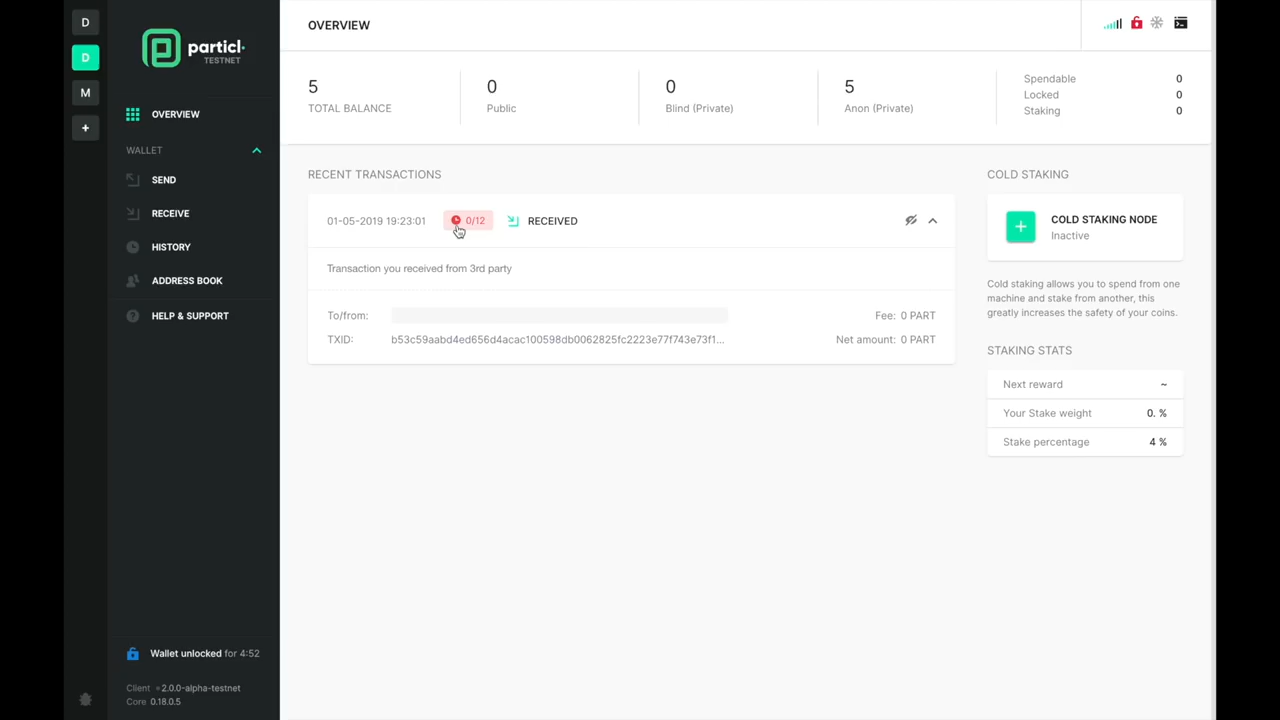 D
D
M
+
particl
TESTNET
OVERVIEW
WALLET
SEND
RECEIVE
HISTORY
ADDRESS BOOK
HELP & SUPPORT
Wallet unlocked for 4:52
Client v2.0.0-alpha-testnet
Core 0.18.0.5
OVERVIEW
5
TOTAL BALANCE
0
Public
0
Blind (Private)
5
Anon (Private)
Spendable 0
Locked 0
Staking 0
RECENT TRANSACTIONS
01-05-2019 19:23:01 0/12 RECEIVED
Transaction you received from 3rd party
To/from: Fee: 0 PART
TXID: b53c59aabd4ed656d4acac100598db0062825fc2223e77f743e73f1... Net amount: 0 PART
COLD STAKING
+
COLD STAKING NODE
Inactive
Cold staking allows you to spend from one
machine and stake from another, this
greatly increases the safety of your coins.
STAKING STATS
Next reward ~
Your Stake weight 0. %
Stake percentage 4 %